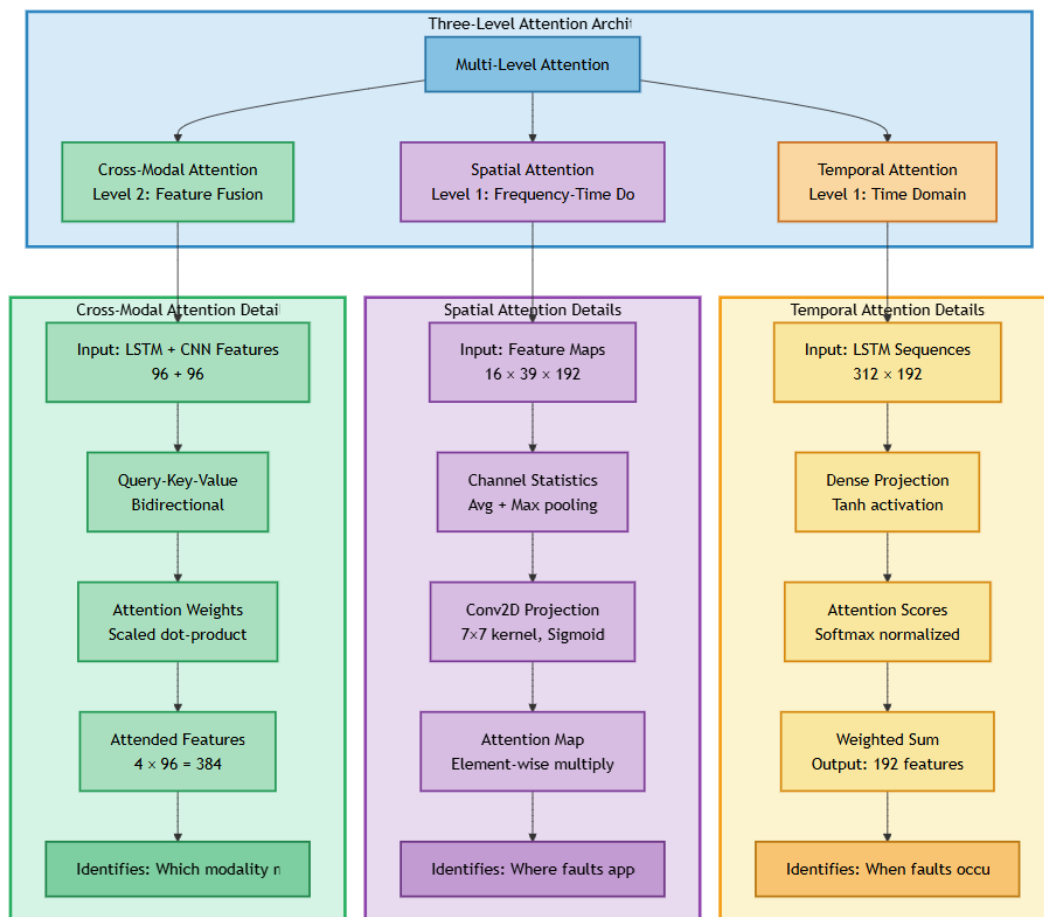 Three-Level Attention Archit
Multi-Level Attention
Cross-Modal Attention
Level 2: Feature Fusion
Spatial Attention
Level 1: Frequency-Time Do
Temporal Attention
Level 1: Time Domain
Cross-Modal Attention Detai
Input: LSTM + CNN Features
96 + 96
Query-Key-Value
Bidirectional
Attention Weights
Scaled dot-product
Attended Features
4 × 96 = 384
Identifies: Which modality
Spatial Attention Details
Input: Feature Maps
16 × 39 × 192
Channel Statistics
Avg + Max pooling
Conv2D Projection
7×7 kernel, Sigmoid
Attention Map
Element-wise multiply
Identifies: Where faults app
Temporal Attention Details
Input: LSTM Sequences
312 × 192
Dense Projection
Tanh activation
Attention Scores
Softmax normalized
Weighted Sum
Output: 192 features
Identifies: When faults occu